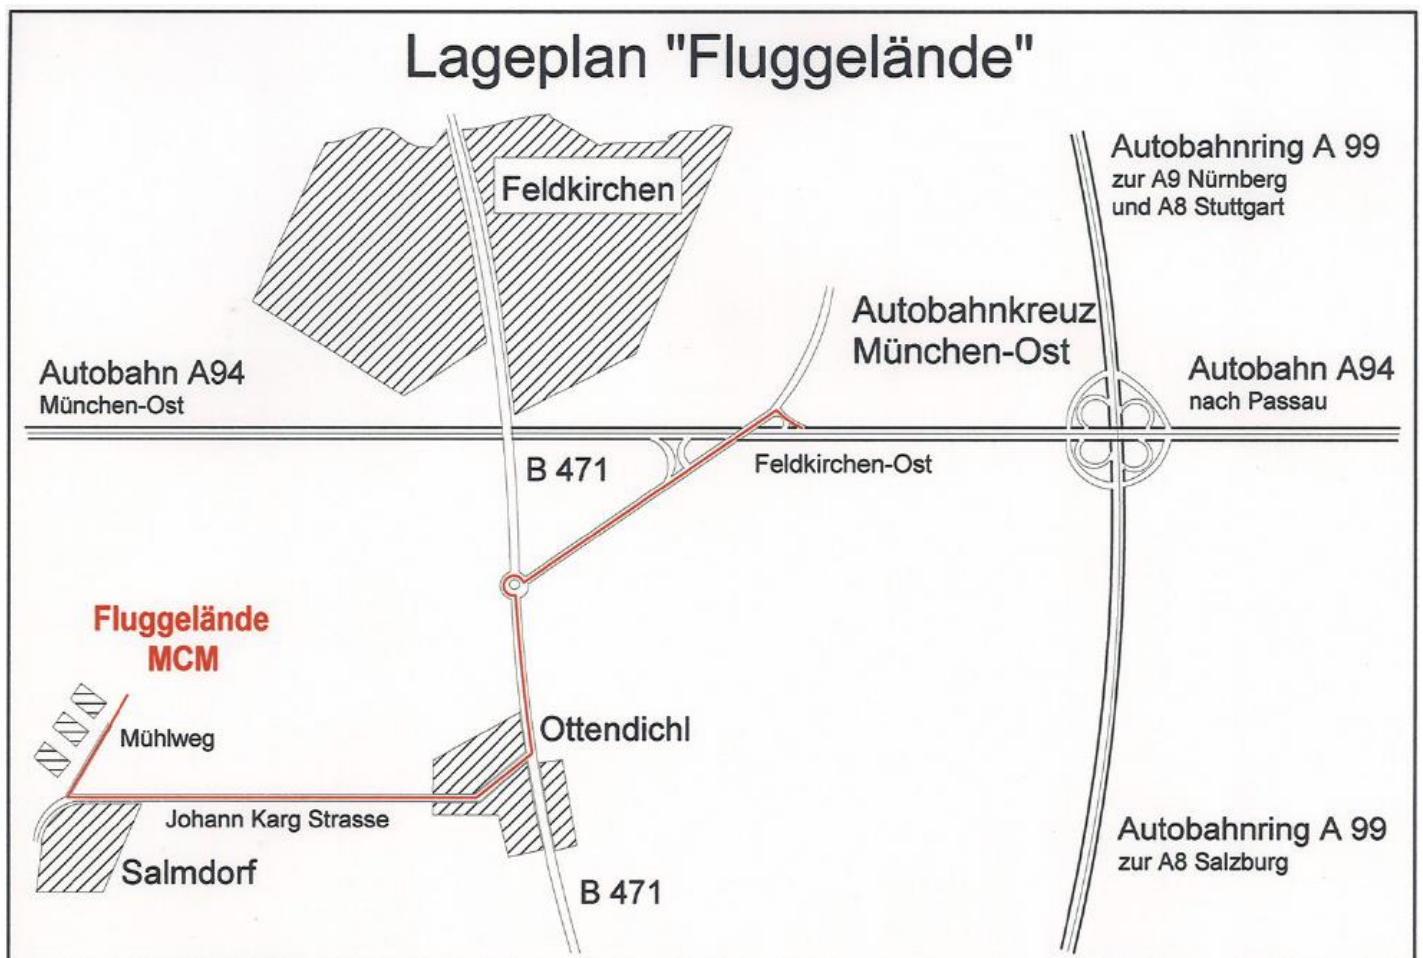 Lageplan "Fluggelände"
Feldkirchen
Autobahnring A 99
zur A9 Nürnberg
und A8 Stuttgart
Autobahnkreuz
München-Ost
Autobahn A94
München-Ost
Autobahn A94
nach Passau
B 471
Feldkirchen-Ost
Fluggelände
MCM
Mühlweg
Ottendichl
Johann Karg Strasse
Salmdorf
B 471
Autobahnring A 99
zur A8 Salzburg